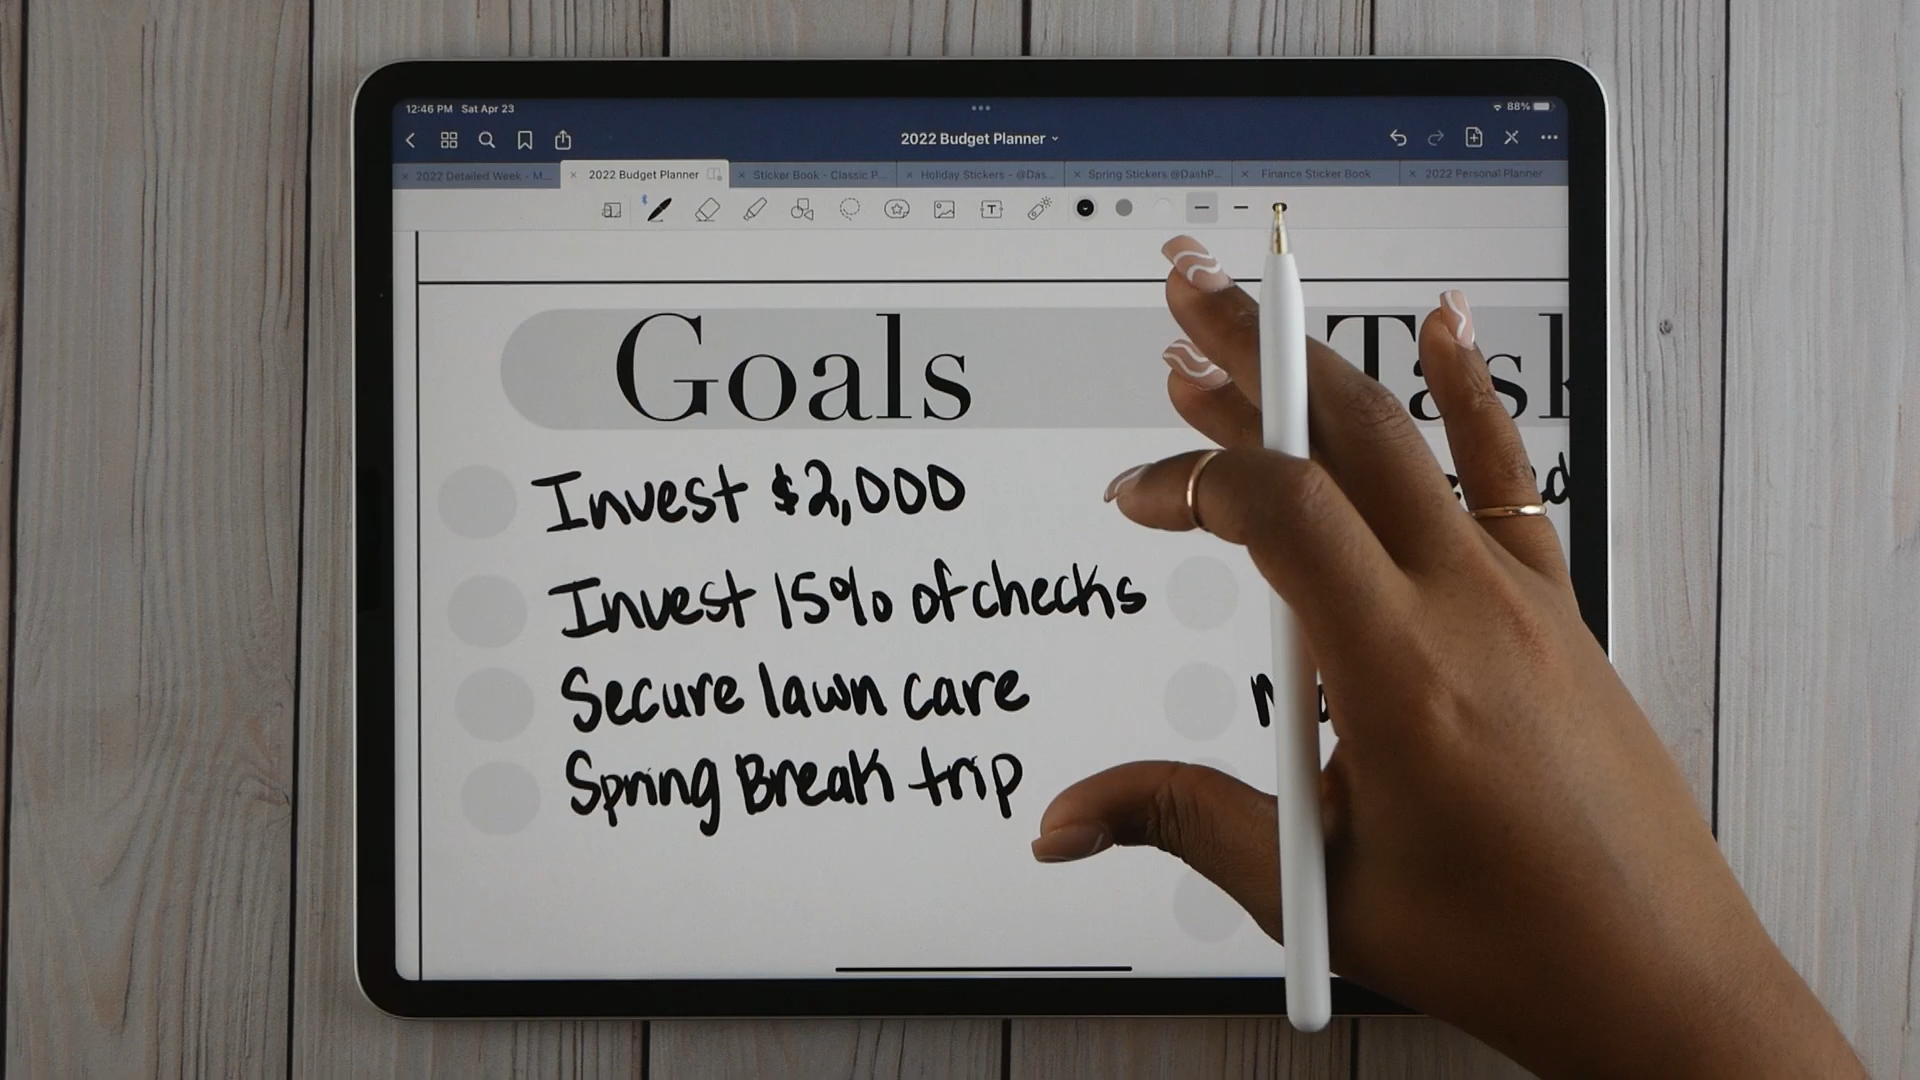 12:46 PM Sat Apr 23
88%
2022 Budget Planner
2022 Detailed Week - M...
2022 Budget Planner
Sticker Book - Classic P...
Holiday Stickers - @Das...
Spring Stickers @DashP...
Finance Sticker Book
2022 Personal Planner
T
Goals
Task
Invest $2,000
Invest 15% of checks
Secure lawn care
Spring Break trip